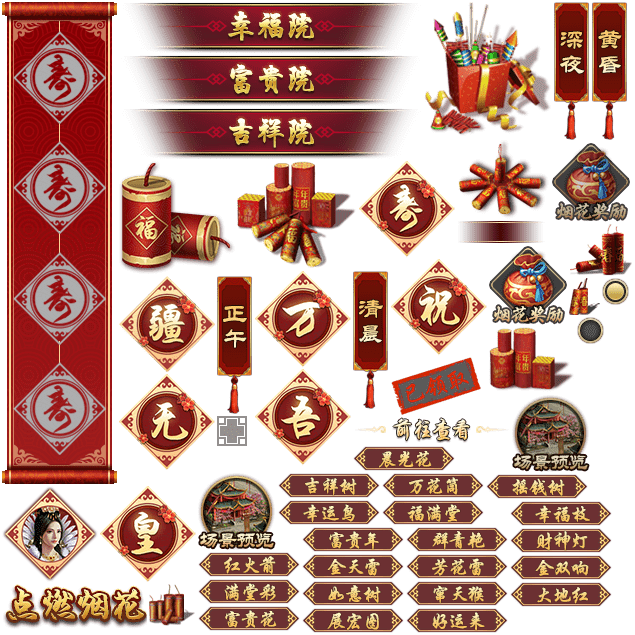 幸福院
富贵院
吉祥院
深夜
黄昏
寿
寿
寿
寿
福
年年
富贵
寿
烟花奖励
烟花奖励
疆
正午
万
清晨
祝
无
吾
已领取
前往查看
场景预览
晨光花
吉祥树
万花筒
摇钱树
幸运鸟
福满堂
幸福枝
皇
场景预览
富贵年
群青艳
财神灯
红火箭
金天雷
芳花雷
金双响
满堂彩
如意树
窜天猴
大地红
富贵花
展宏图
好运来
点燃烟花